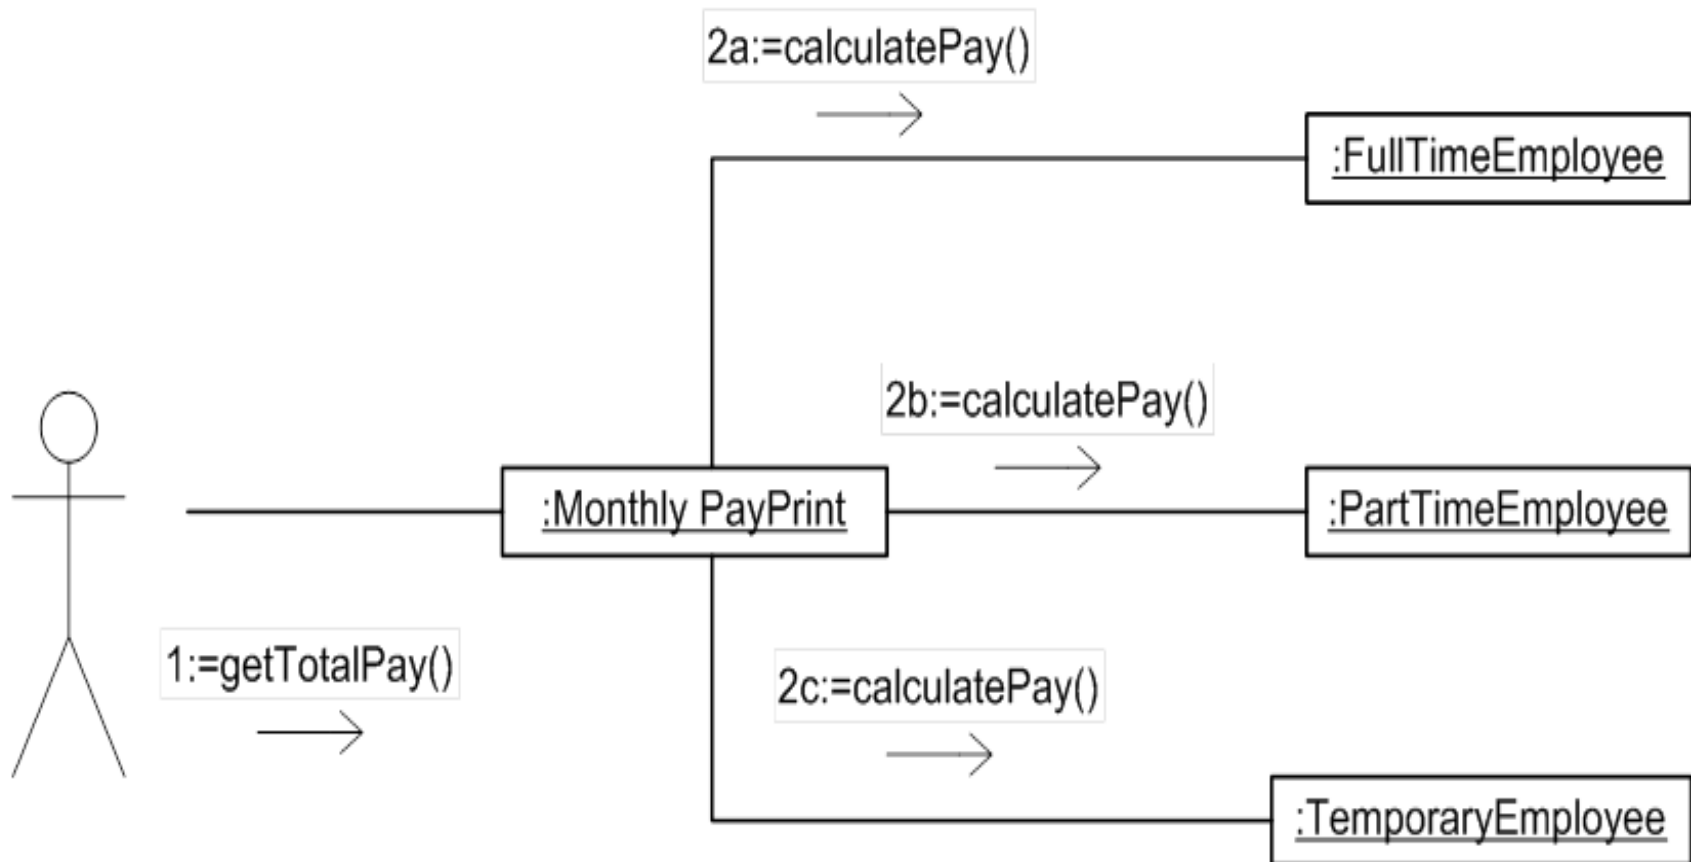 2a:=calculatePay()
:FullTimeEmployee
2b:=calculatePay()
:Monthly PayPrint
:PartTimeEmployee
1:=getTotalPay()
2c:=calculatePay()
:TemporaryEmployee